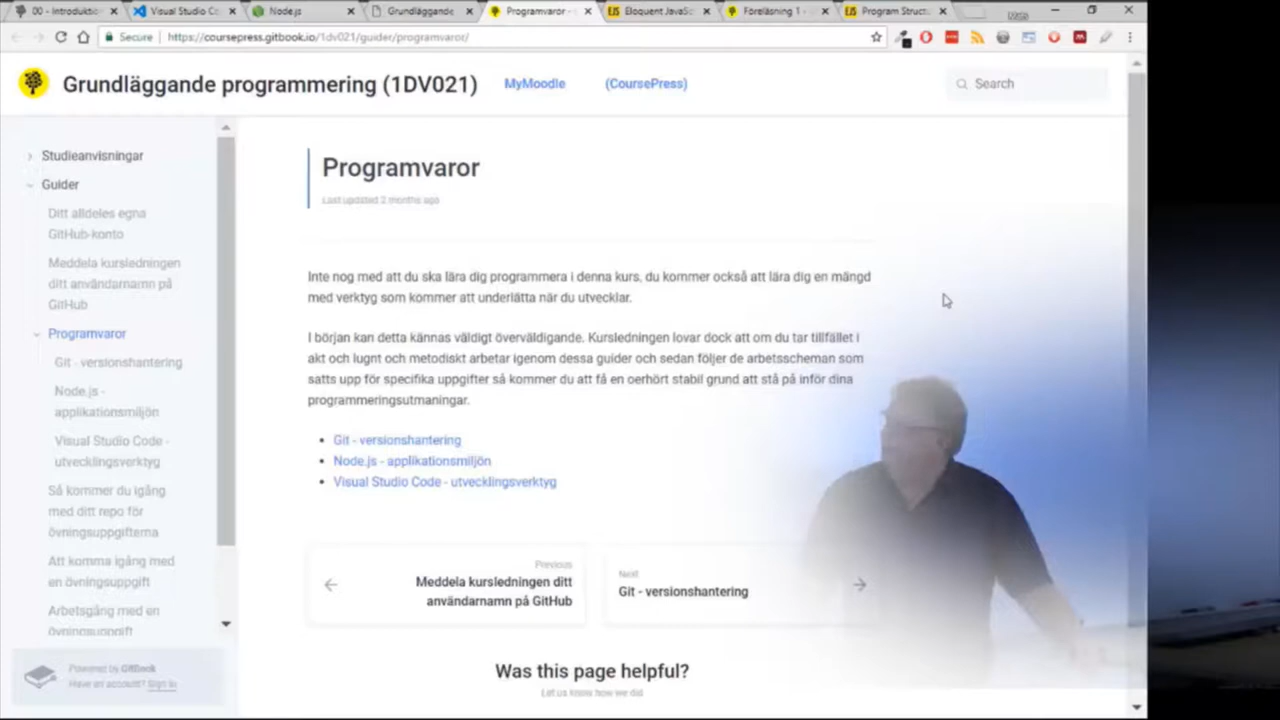 00 - Introdukti
Visual Studio C
Node.js
Grundläggande
Programvaror -
Eloquent JavaSc
Föreläsning 1 -
Program Struct
Secure
https://coursepress.gitbook.io/1dv021/guider/programvaror/
Grundläggande programmering (1DV021)
MyMoodle
(CoursePress)
Search
Studieanvisningar
Guider
Ditt alldeles egna
GitHub-konto
Meddela kursledningen
ditt användarnamn på
GitHub
Programvaror
Git - versionshantering
Node.js -
applikationsmiljön
Visual Studio Code -
utvecklingsverktyg
Så kommer du igång
med ditt repo för
övningsuppgifterna
Att komma igång med
en övningsuppgift
Arbetsgång med en
övningsuppgift
Powered by GitBook
Have an account? Sign in
Programvaror
Last updated 2 months ago
Inte nog med att du ska lära dig programmera i denna kurs, du kommer också att lära dig en mängd
med verktyg som kommer att underlätta när du utvecklar.
I början kan detta kännas väldigt överväldigande. Kursledningen lovar dock att om du tar tillfället i
akt och lugnt och metodiskt arbetar igenom dessa guider och sedan följer de arbetsscheman som
satts upp för specifika uppgifter så kommer du att få en oerhört stabil grund att stå på inför dina
programmeringsutmaningar.
Git - versionshantering
Node.js - applikationsmiljön
Visual Studio Code - utvecklingsverktyg
Previous
Meddela kursledningen ditt
användarnamn på GitHub
Next
Git - versionshantering
Was this page helpful?
Let us know how we did